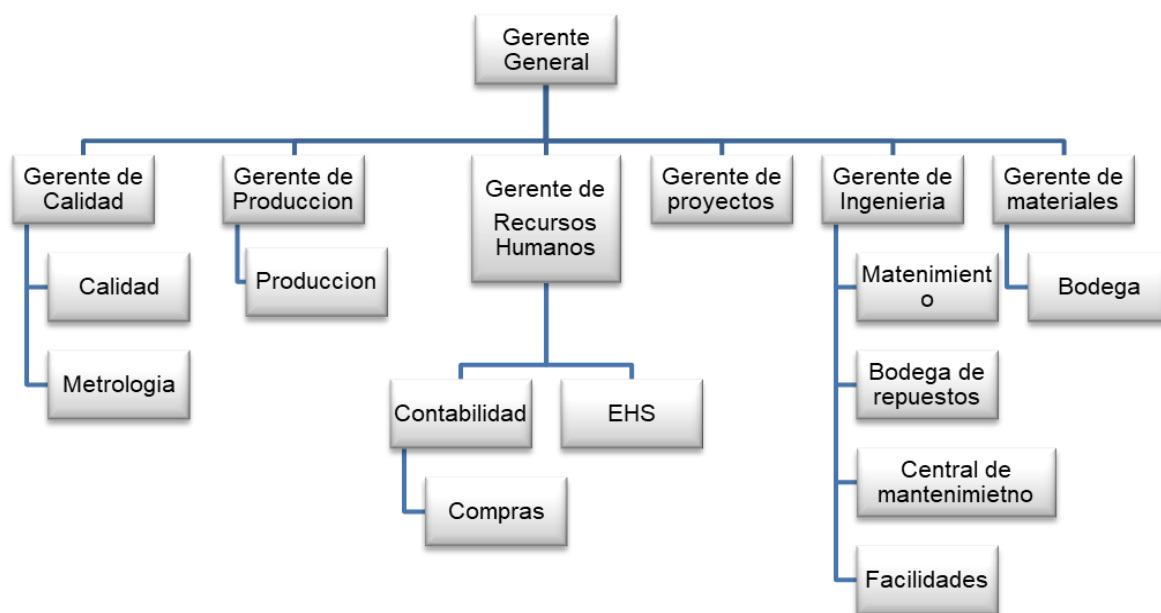 Gerente
General
Gerente de
Calidad
Gerente de
Produccion
Gerente de
Recursos
Humanos
Gerente de
proyectos
Gerente de
Ingenieria
Gerente de
materiales
Calidad
Metrologia
Produccion
Contabilidad
EHS
Compras
Matenimient
o
Bodega de
repuestos
Central de
mantenimietno
Facilidades
Bodega